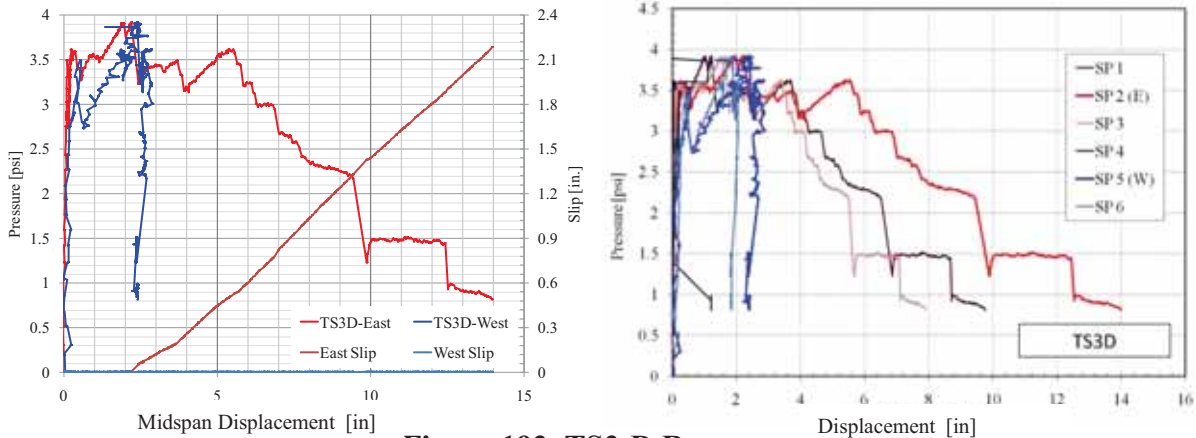 4
3.5
3
2.5
2
1.5
1
0.5
0
Pressure [psi]
2.4
2.1
1.8
1.5
1.2
0.9
0.6
0.3
0
Slip [in.]
TS3D-East
TS3D-West
East Slip
West Slip
0 5 10 15
Midspan Displacement [in]
4.5
4
3.5
3
2.5
2
1.5
1
0.5
0
Pressure [psi]
SP 1
SP 2 (E)
SP 3
SP 4
SP 5 (W)
SP 6
TS3D
0 2 4 6 8 10 12 14 16
Displacement [in]